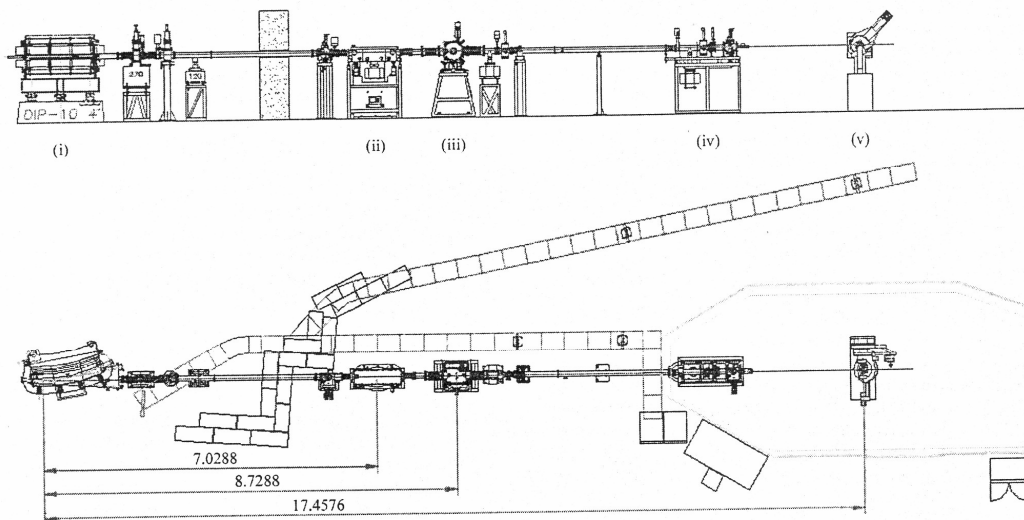 270
120
DIP-10 4
(i)
(ii)
(iii)
(iv)
(v)
7.0288
8.7288
17.4576